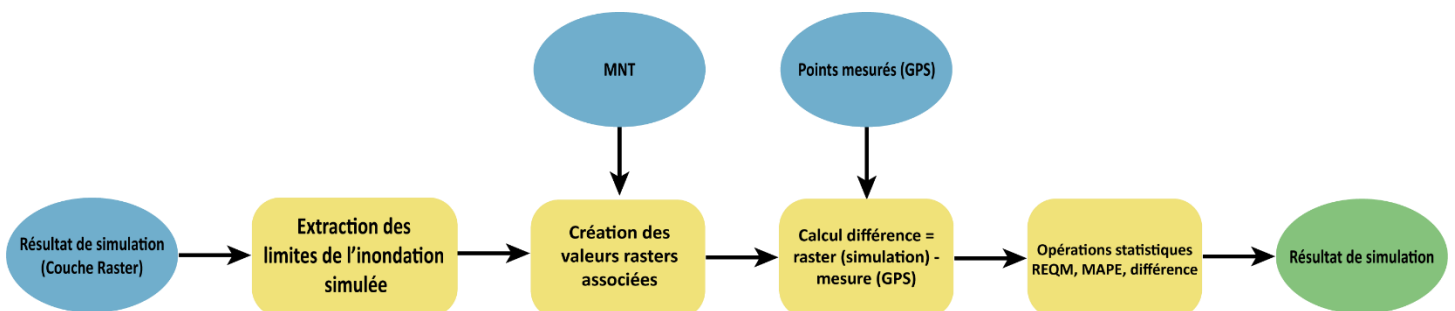 MNT
Points mesurés (GPS)
Résultat de simulation
(Couche Raster)
Extraction des
limites de l’inondation
simulée
Création des
valeurs rasters
associées
Calcul différence =
raster (simulation) -
mesure (GPS)
Opérations statistiques
REQM, MAPE, différence
Résultat de simulation